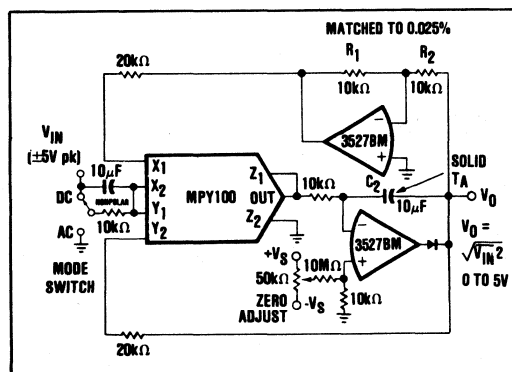 MATCHED TO 0.025%
20kΩ
R1
R2
10kΩ
10kΩ
VIN
(±5V pk)
10μF
3527BM
SOLID
TA
C2
DC
NONPOLAR
10kΩ
AC
MODE
SWITCH
X1
X2
Y1
Y2
MPY100
Z1
OUT
Z2
10kΩ
10μF
VO
3527BM
VO =
√VIN2
0 TO 5V
+VS
50kΩ
10MΩ
10kΩ
ZERO
ADJUST
-VS
20kΩ